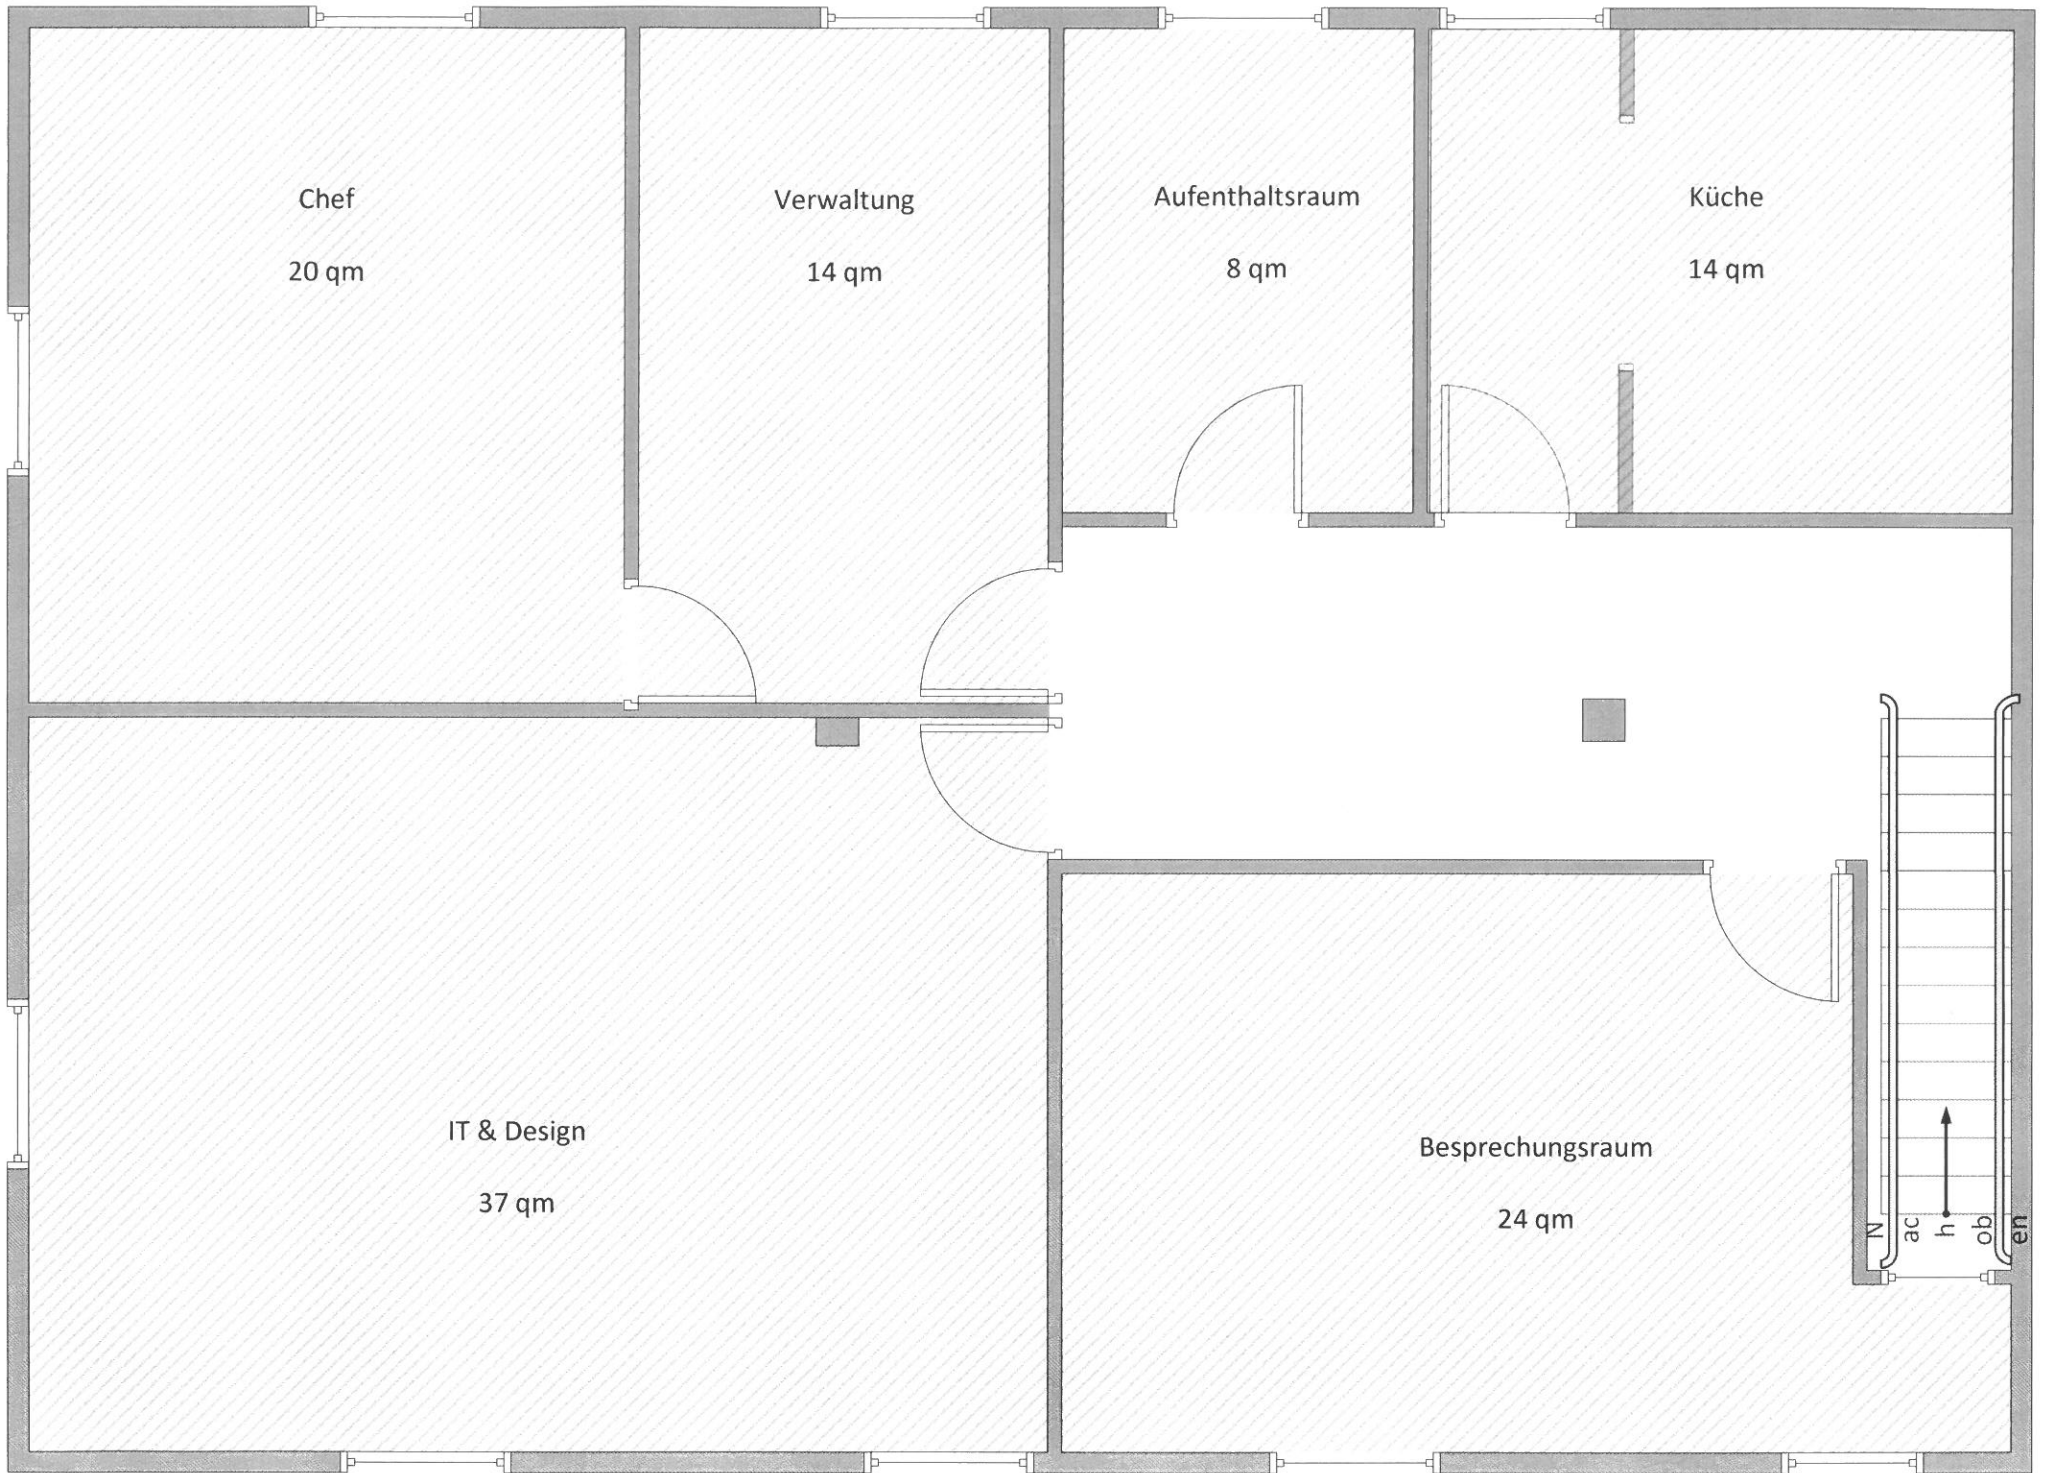 Chef
20 qm
Verwaltung
14 qm
Aufenthaltsraum
8 qm
Küche
14 qm
IT & Design
37 qm
Besprechungsraum
24 qm
N
ac
h
ob
en